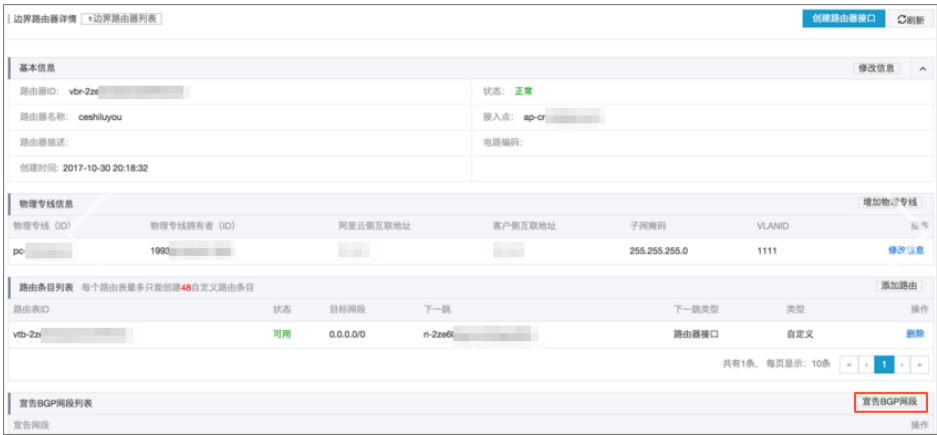 边界路由器详情 边界路由器列表 创建路由器接口 刷新
基本信息 修改信息
路由器ID: vbr-2ze 状态: 正常
路由器名称: ceshiluyou 接入点: ap-cr
路由器描述: 电路编码:
创建时间: 2017-10-30 20:18:32
物理专线信息 增加物理专线
物理专线 (ID) 物理专线拥有者 (ID) 阿里云侧互联地址 客户侧互联地址 子网掩码 VLANID 操作
pc- 1993 255.255.255.0 1111 修改信息
路由条目列表 每个路由表最多只能创建48自定义路由条目 添加路由
路由表ID 状态 目标网段 下一跳 下一跳类型 类型 操作
vtb-2ze 可用 0.0.0.0/0 ri-2ze6 路由器接口 自定义 删除
共有1条, 每页显示: 10条 « ‹ 1 › »
宣告BGP网段列表 宣告BGP网段
宣告网段 操作